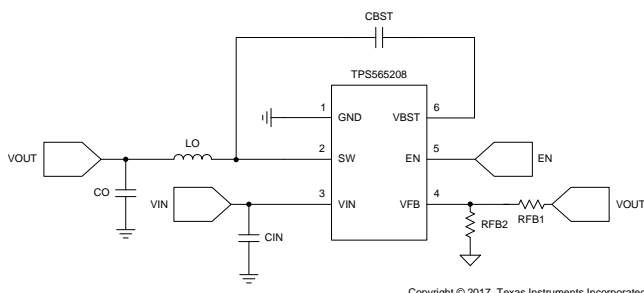 CBST
TPS565208
1 GND VBST 6
LO
VOUT 2 SW EN 5 EN
CO
VIN 3 VIN VFB 4 VOUT
RFB1
CIN RFB2
Copyright © 2017, Texas Instruments Incorporated